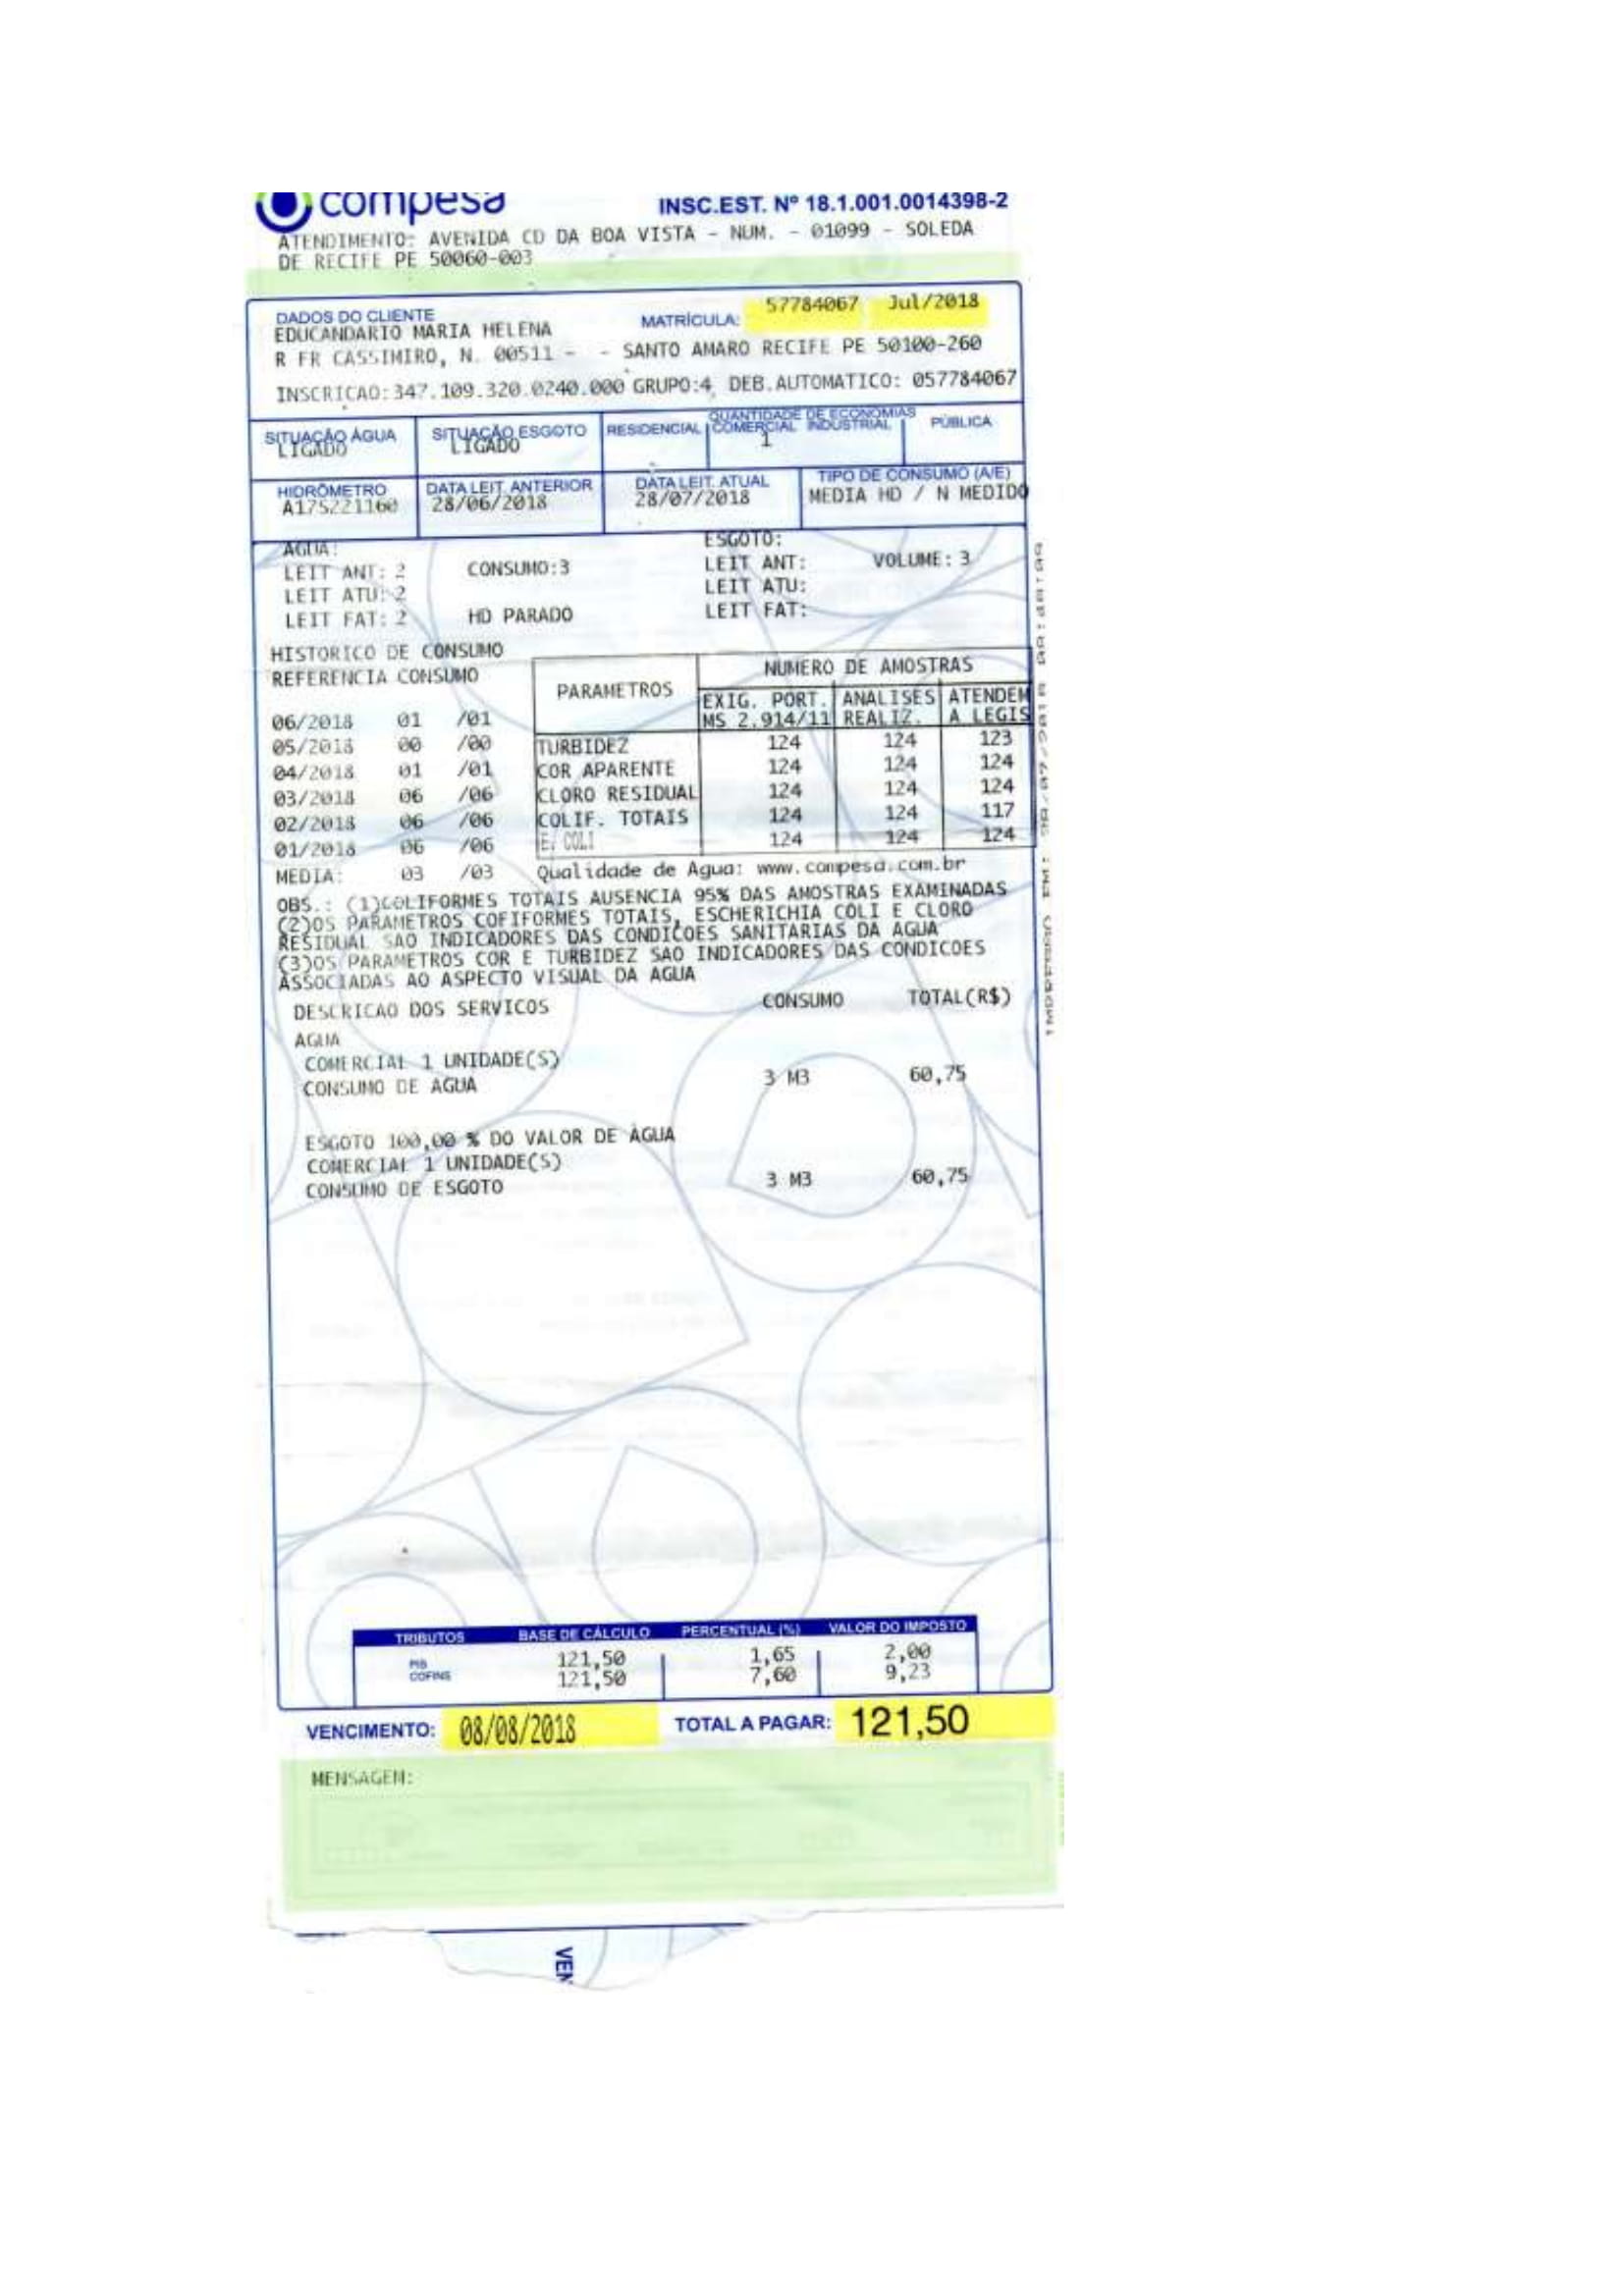 compesa
INSC.EST. Nº 18.1.001.0014398-2
ATENDIMENTO: AVENIDA CD DA BOA VISTA - NUM. - 01099 - SOLEDA
DE RECIFE PE 50060-003
DADOS DO CLIENTE
MATRÍCULA: 57784067 Jul/2018
EDUCANDARIO MARIA HELENA
R FR CASSIMIRO, N. 00511 - - SANTO AMARO RECIFE PE 50100-260
INSCRICAO:347.109.320.0240.000 GRUPO:4 DEB.AUTOMATICO: 057784067
SITUAÇÃO ÁGUA SITUAÇÃO ESGOTO QUANTIDADE DE ECONOMIAS
RESIDENCIAL COMERCIAL INDUSTRIAL PÚBLICA
LIGADO LIGADO 1
HIDRÔMETRO DATA LEIT. ANTERIOR DATA LEIT. ATUAL TIPO DE CONSUMO (A/E)
A17S221160 28/06/2018 28/07/2018 MEDIA HD / N MEDIDO
AGUA: ESGOTO:
LEIT ANT: 2 CONSUMO:3 LEIT ANT: VOLUME: 3
LEIT ATU: 2 LEIT ATU:
LEIT FAT: 2 HD PARADO LEIT FAT:
HISTORICO DE CONSUMO
REFERENCIA CONSUMO
06/2018 01 /01
05/2018 00 /00
04/2018 01 /01
03/2018 06 /06
02/2018 06 /06
01/2018 06 /06
MEDIA: 03 /03
PARAMETROS NUMERO DE AMOSTRAS
EXIG. PORT. ANALISES ATENDEM
MS 2.914/11 REALIZ. A LEGIS
TURBIDEZ 124 124 123
COR APARENTE 124 124 124
CLORO RESIDUAL 124 124 124
COLIF. TOTAIS 124 124 117
E. COLI 124 124 124
Qualidade de Agua: www.compesa.com.br
OBS.: (1)COLIFORMES TOTAIS AUSENCIA 95% DAS AMOSTRAS EXAMINADAS
(2)OS PARAMETROS COFIFORMES TOTAIS, ESCHERICHIA COLI E CLORO
RESIDUAL SAO INDICADORES DAS CONDICOES SANITARIAS DA AGUA
(3)OS PARAMETROS COR E TURBIDEZ SAO INDICADORES DAS CONDICOES
ASSOCIADAS AO ASPECTO VISUAL DA AGUA
DESCRICAO DOS SERVICOS CONSUMO TOTAL(R$)
AGUA
COMERCIAL 1 UNIDADE(S)
CONSUMO DE AGUA 3 M3 60,75
ESGOTO 100,00 % DO VALOR DE AGUA
COMERCIAL 1 UNIDADE(S)
CONSUMO DE ESGOTO 3 M3 60,75
TRIBUTOS BASE DE CÁLCULO PERCENTUAL (%) VALOR DO IMPOSTO
PIS 121,50 1,65 2,00
COFINS 121,50 7,60 9,23
VENCIMENTO: 08/08/2018 TOTAL A PAGAR: 121,50
MENSAGEM:
VEN